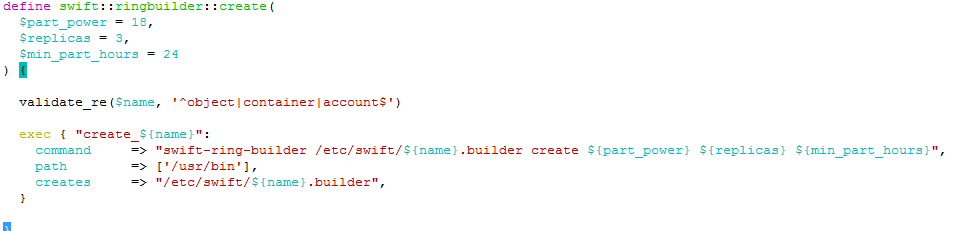 define swift::ringbuilder::create(
  $part_power = 18,
  $replicas = 3,
  $min_part_hours = 24
) {

  validate_re($name, '^object|container|account$')

  exec { "create_${name}":
    command     => "swift-ring-builder /etc/swift/${name}.builder create ${part_power} ${replicas} ${min_part_hours}",
    path        => ['/usr/bin'],
    creates     => "/etc/swift/${name}.builder",
  }

}